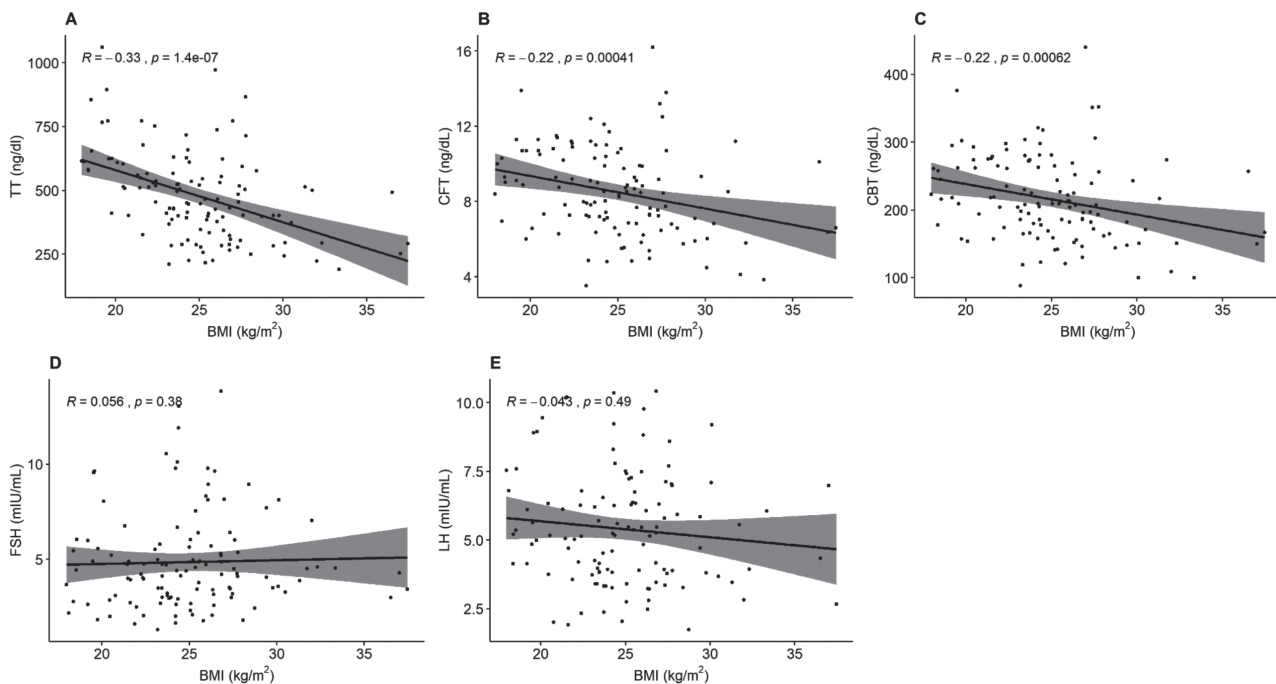 A
R = −0.33 , p = 1.4e−07
TT (ng/dl)
1000
750
500
250
20 25 30 35
BMI (kg/m²)
B
R = −0.22 , p = 0.00041
CFT (ng/dL)
16
12
8
4
20 25 30 35
BMI (kg/m²)
C
R = −0.22 , p = 0.00062
CBT (ng/dL)
400
300
200
100
20 25 30 35
BMI (kg/m²)
D
R = 0.056 , p = 0.38
FSH (mIU/mL)
10
5
20 25 30 35
BMI (kg/m²)
E
R = −0.043 , p = 0.49
LH (mIU/mL)
10.0
7.5
5.0
2.5
20 25 30 35
BMI (kg/m²)